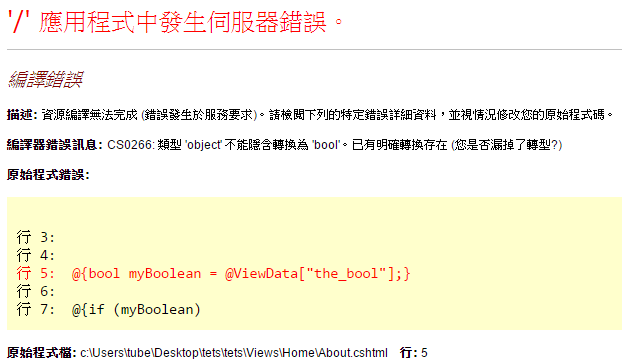 '/' 應用程式中發生伺服器錯誤。
編譯錯誤
描述: 資源編譯無法完成 (錯誤發生於服務要求)。請檢閱下列的特定錯誤詳細資料，並視情況修改您的原始程式碼。
編譯器錯誤訊息: CS0266: 類型 'object' 不能隱含轉換為 'bool'。已有明確轉換存在 (您是否漏掉了轉型?)
原始程式錯誤:
行 3:
行 4:
行 5:  @{bool myBoolean = @ViewData["the_bool"];}
行 6:
行 7:  @{if (myBoolean)
原始程式檔: c:\Users\tube\Desktop\tets\tets\Views\Home\About.cshtml    行: 5